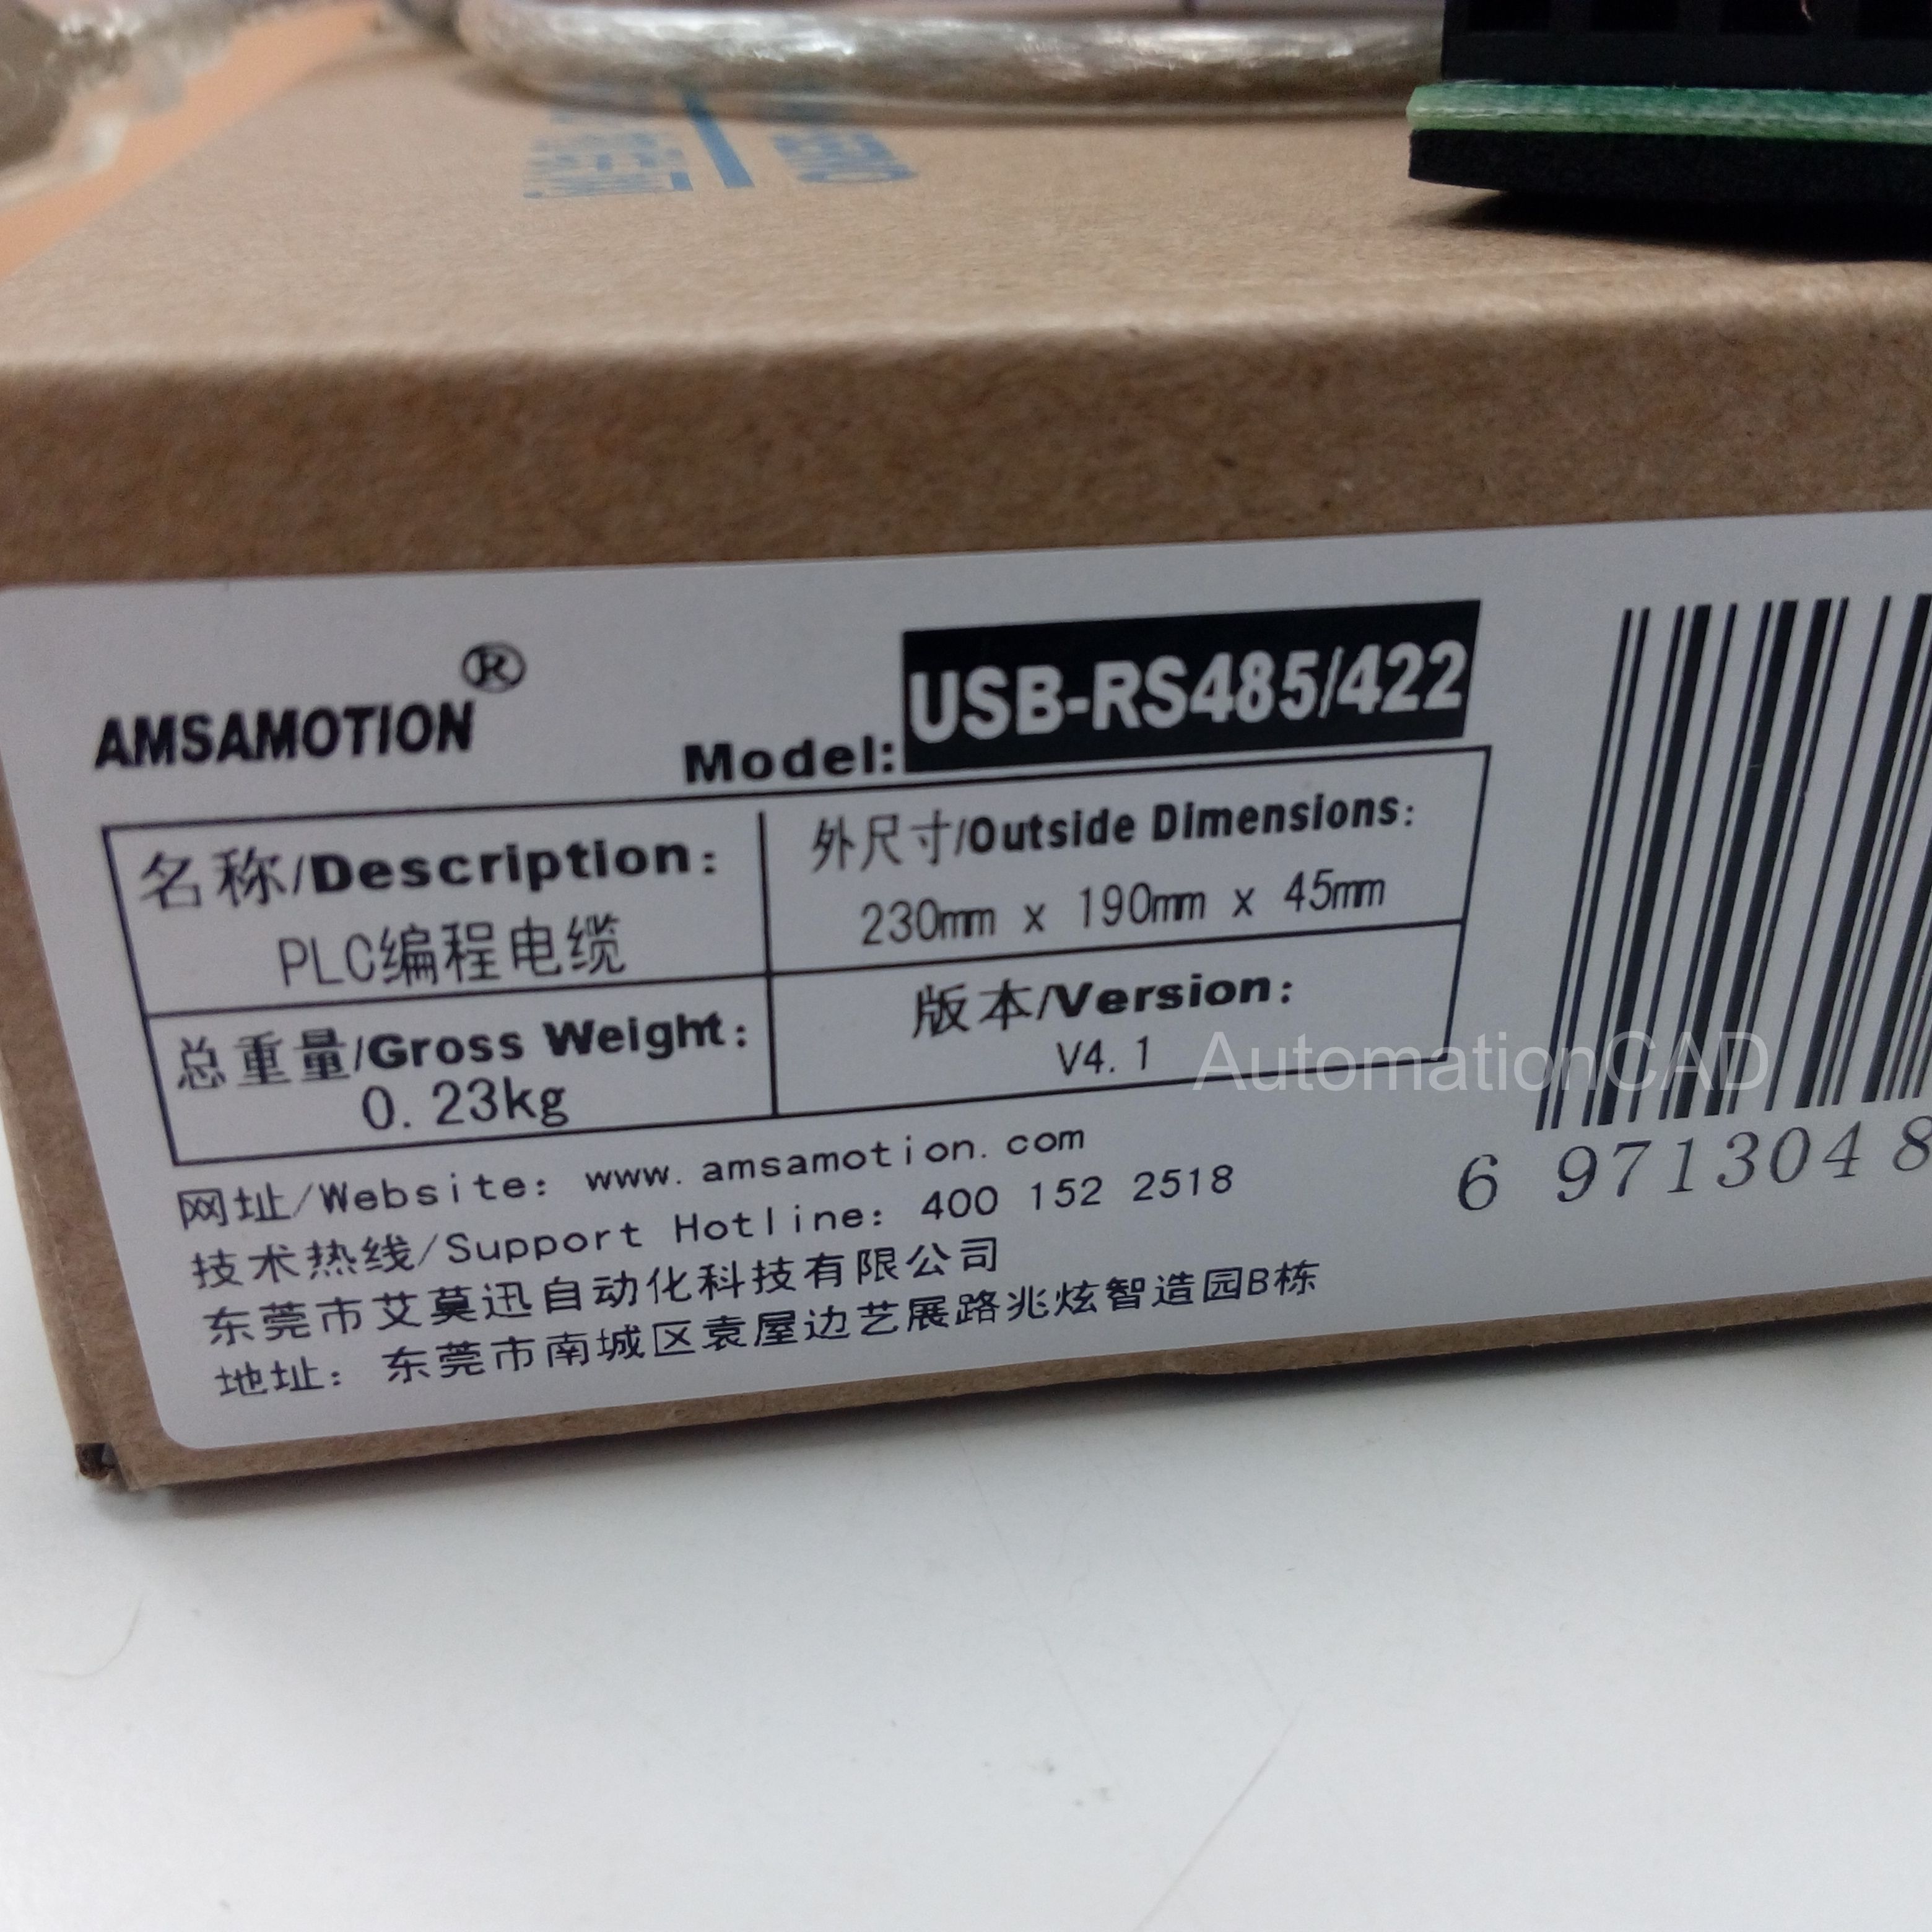 AMSAMOTION®
Model: USB-RS485/422
名称/Description:
PLC编程电缆
外尺寸/Outside Dimensions:
230mm x 190mm x 45mm
总重量/Gross Weight:
0.23kg
版本/Version:
V4.1
AutomationCAD
网址/Website: www.amsamotion.com
技术热线/Support Hotline: 400 152 2518
东莞市艾莫迅自动化科技有限公司
地址: 东莞市南城区袁屋边艺展路兆炫智造园B栋
6 971304 8